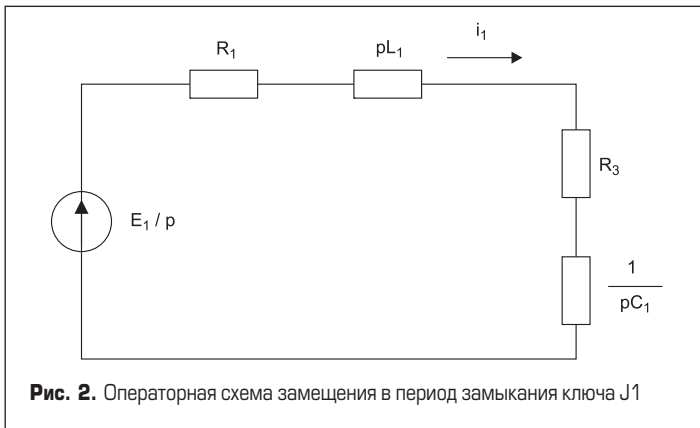 R₁
pL₁
i₁
R₃
E₁ / p
1
pC₁
Рис. 2. Операторная схема замещения в период замыкания ключа J1